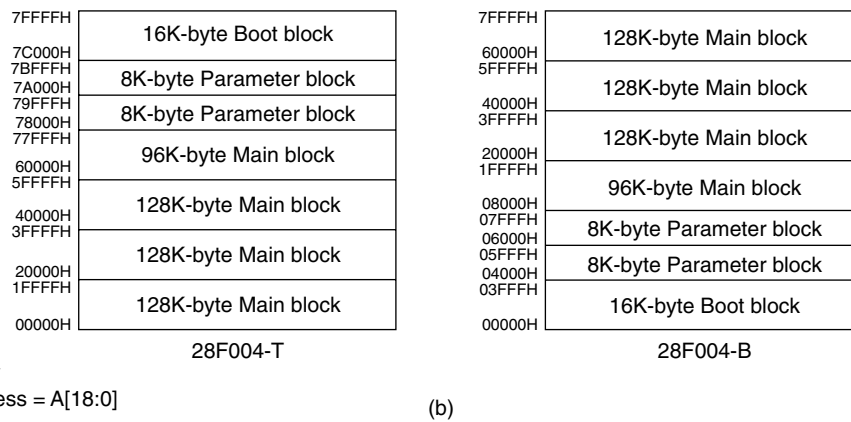 7FFFFH
16K-byte Boot block
7C000H
7BFFFH
8K-byte Parameter block
7A000H
79FFFH
8K-byte Parameter block
78000H
77FFFH
96K-byte Main block
60000H
5FFFFH
128K-byte Main block
40000H
3FFFFH
128K-byte Main block
20000H
1FFFFH
128K-byte Main block
00000H
28F004-T
7FFFFH
128K-byte Main block
60000H
5FFFFH
128K-byte Main block
40000H
3FFFFH
128K-byte Main block
20000H
1FFFFH
96K-byte Main block
08000H
07FFFH
8K-byte Parameter block
06000H
05FFFH
8K-byte Parameter block
04000H
03FFFH
16K-byte Boot block
00000H
28F004-B
ess = A[18:0]
(b)